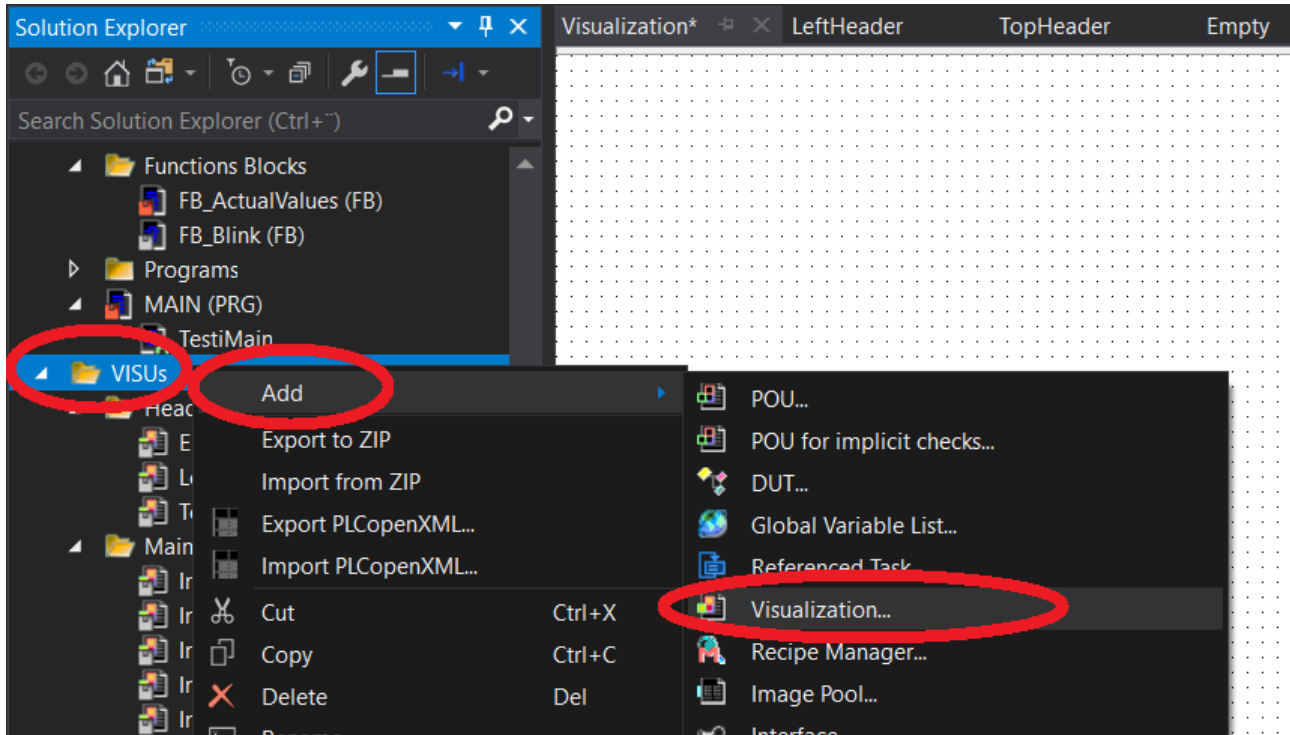 Solution Explorer
Visualization* LeftHeader TopHeader Empty
Search Solution Explorer (Ctrl+¨)
Functions Blocks
FB_ActualValues (FB)
FB_Blink (FB)
Programs
MAIN (PRG)
TestiMain
VISUs
Add
POU...
Export to ZIP
POU for implicit checks...
Import from ZIP
DUT...
Export PLCopenXML...
Global Variable List...
Main
Import PLCopenXML...
Referenced Task
Cut Ctrl+X
Visualization...
Copy Ctrl+C
Recipe Manager...
Delete Del
Image Pool...
Interface